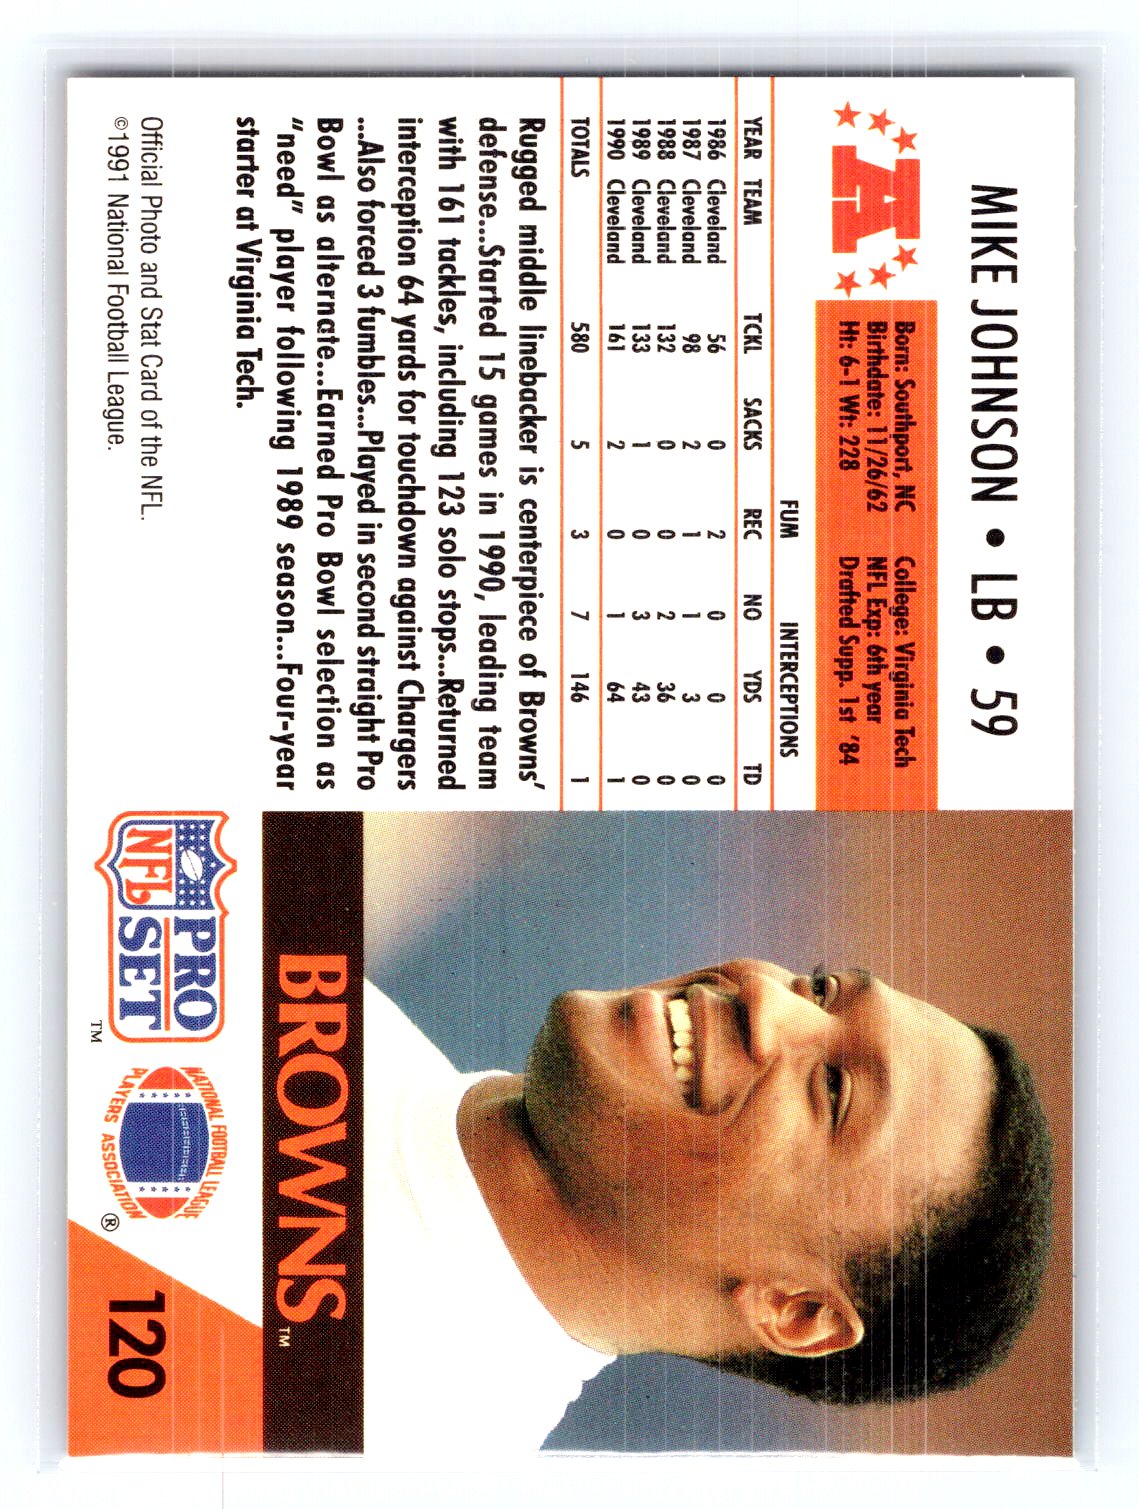 MIKE JOHNSON • LB • 59
A
Born: Southport, NC College: Virginia Tech
Birthdate: 11/26/62 NFL Exp: 6th year
Ht: 6-1 Wt: 228 Drafted Supp. 1st '84
FUM INTERCEPTIONS
YEAR TEAM TCKL SACKS REC NO YDS TD
1986 Cleveland 56 0 2 0 0 0
1987 Cleveland 98 2 1 1 3 0
1988 Cleveland 132 0 0 2 36 0
1989 Cleveland 133 1 0 3 43 0
1990 Cleveland 161 2 0 1 64 1
TOTALS 580 5 3 7 146 1
Rugged middle linebacker is centerpiece of Browns'
defense...Started 15 games in 1990, leading team
with 161 tackles, including 123 solo stops...Returned
interception 64 yards for touchdown against Chargers
...Also forced 3 fumbles...Played in second straight Pro
Bowl as alternate...Earned Pro Bowl selection as
"need" player following 1989 season...Four-year
starter at Virginia Tech.
Official Photo and Stat Card of the NFL.
©1991 National Football League.
BROWNS™
NFL PRO SET ™
NATIONAL FOOTBALL LEAGUE
PLAYERS ASSOCIATION ®
120